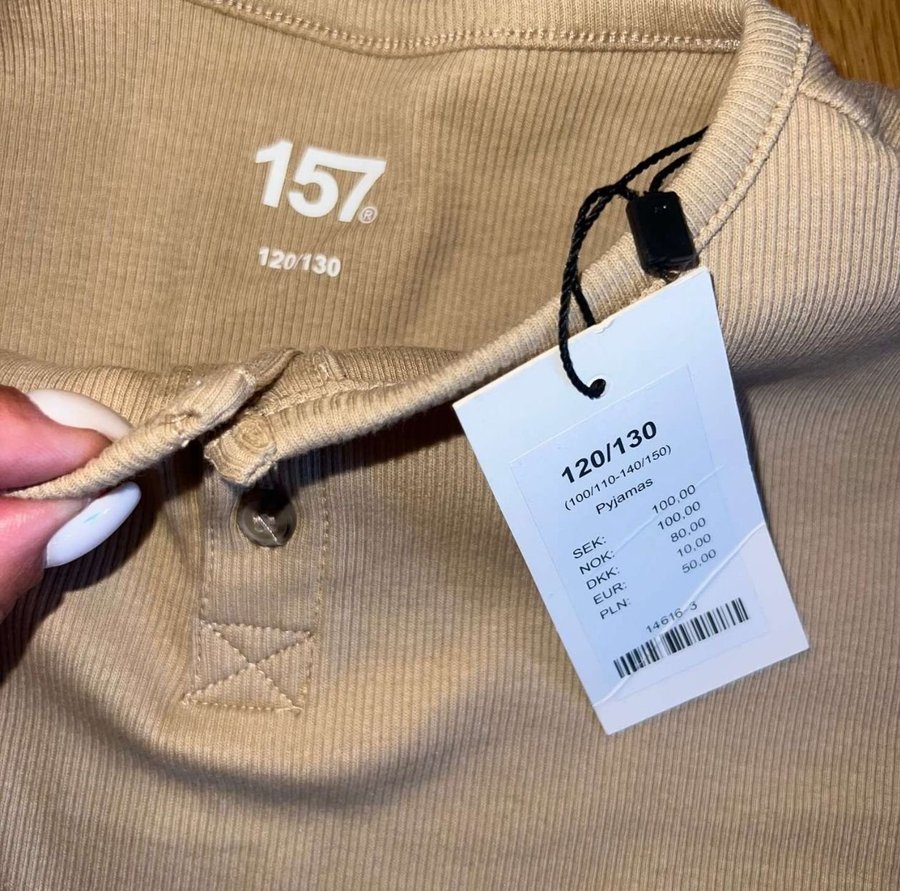 157®
120/130
120/130
(100/110-140/150)
Pyjamas
SEK: 100,00
NOK: 100,00
DKK: 80,00
EUR: 10,00
PLN: 50,00
14616-3